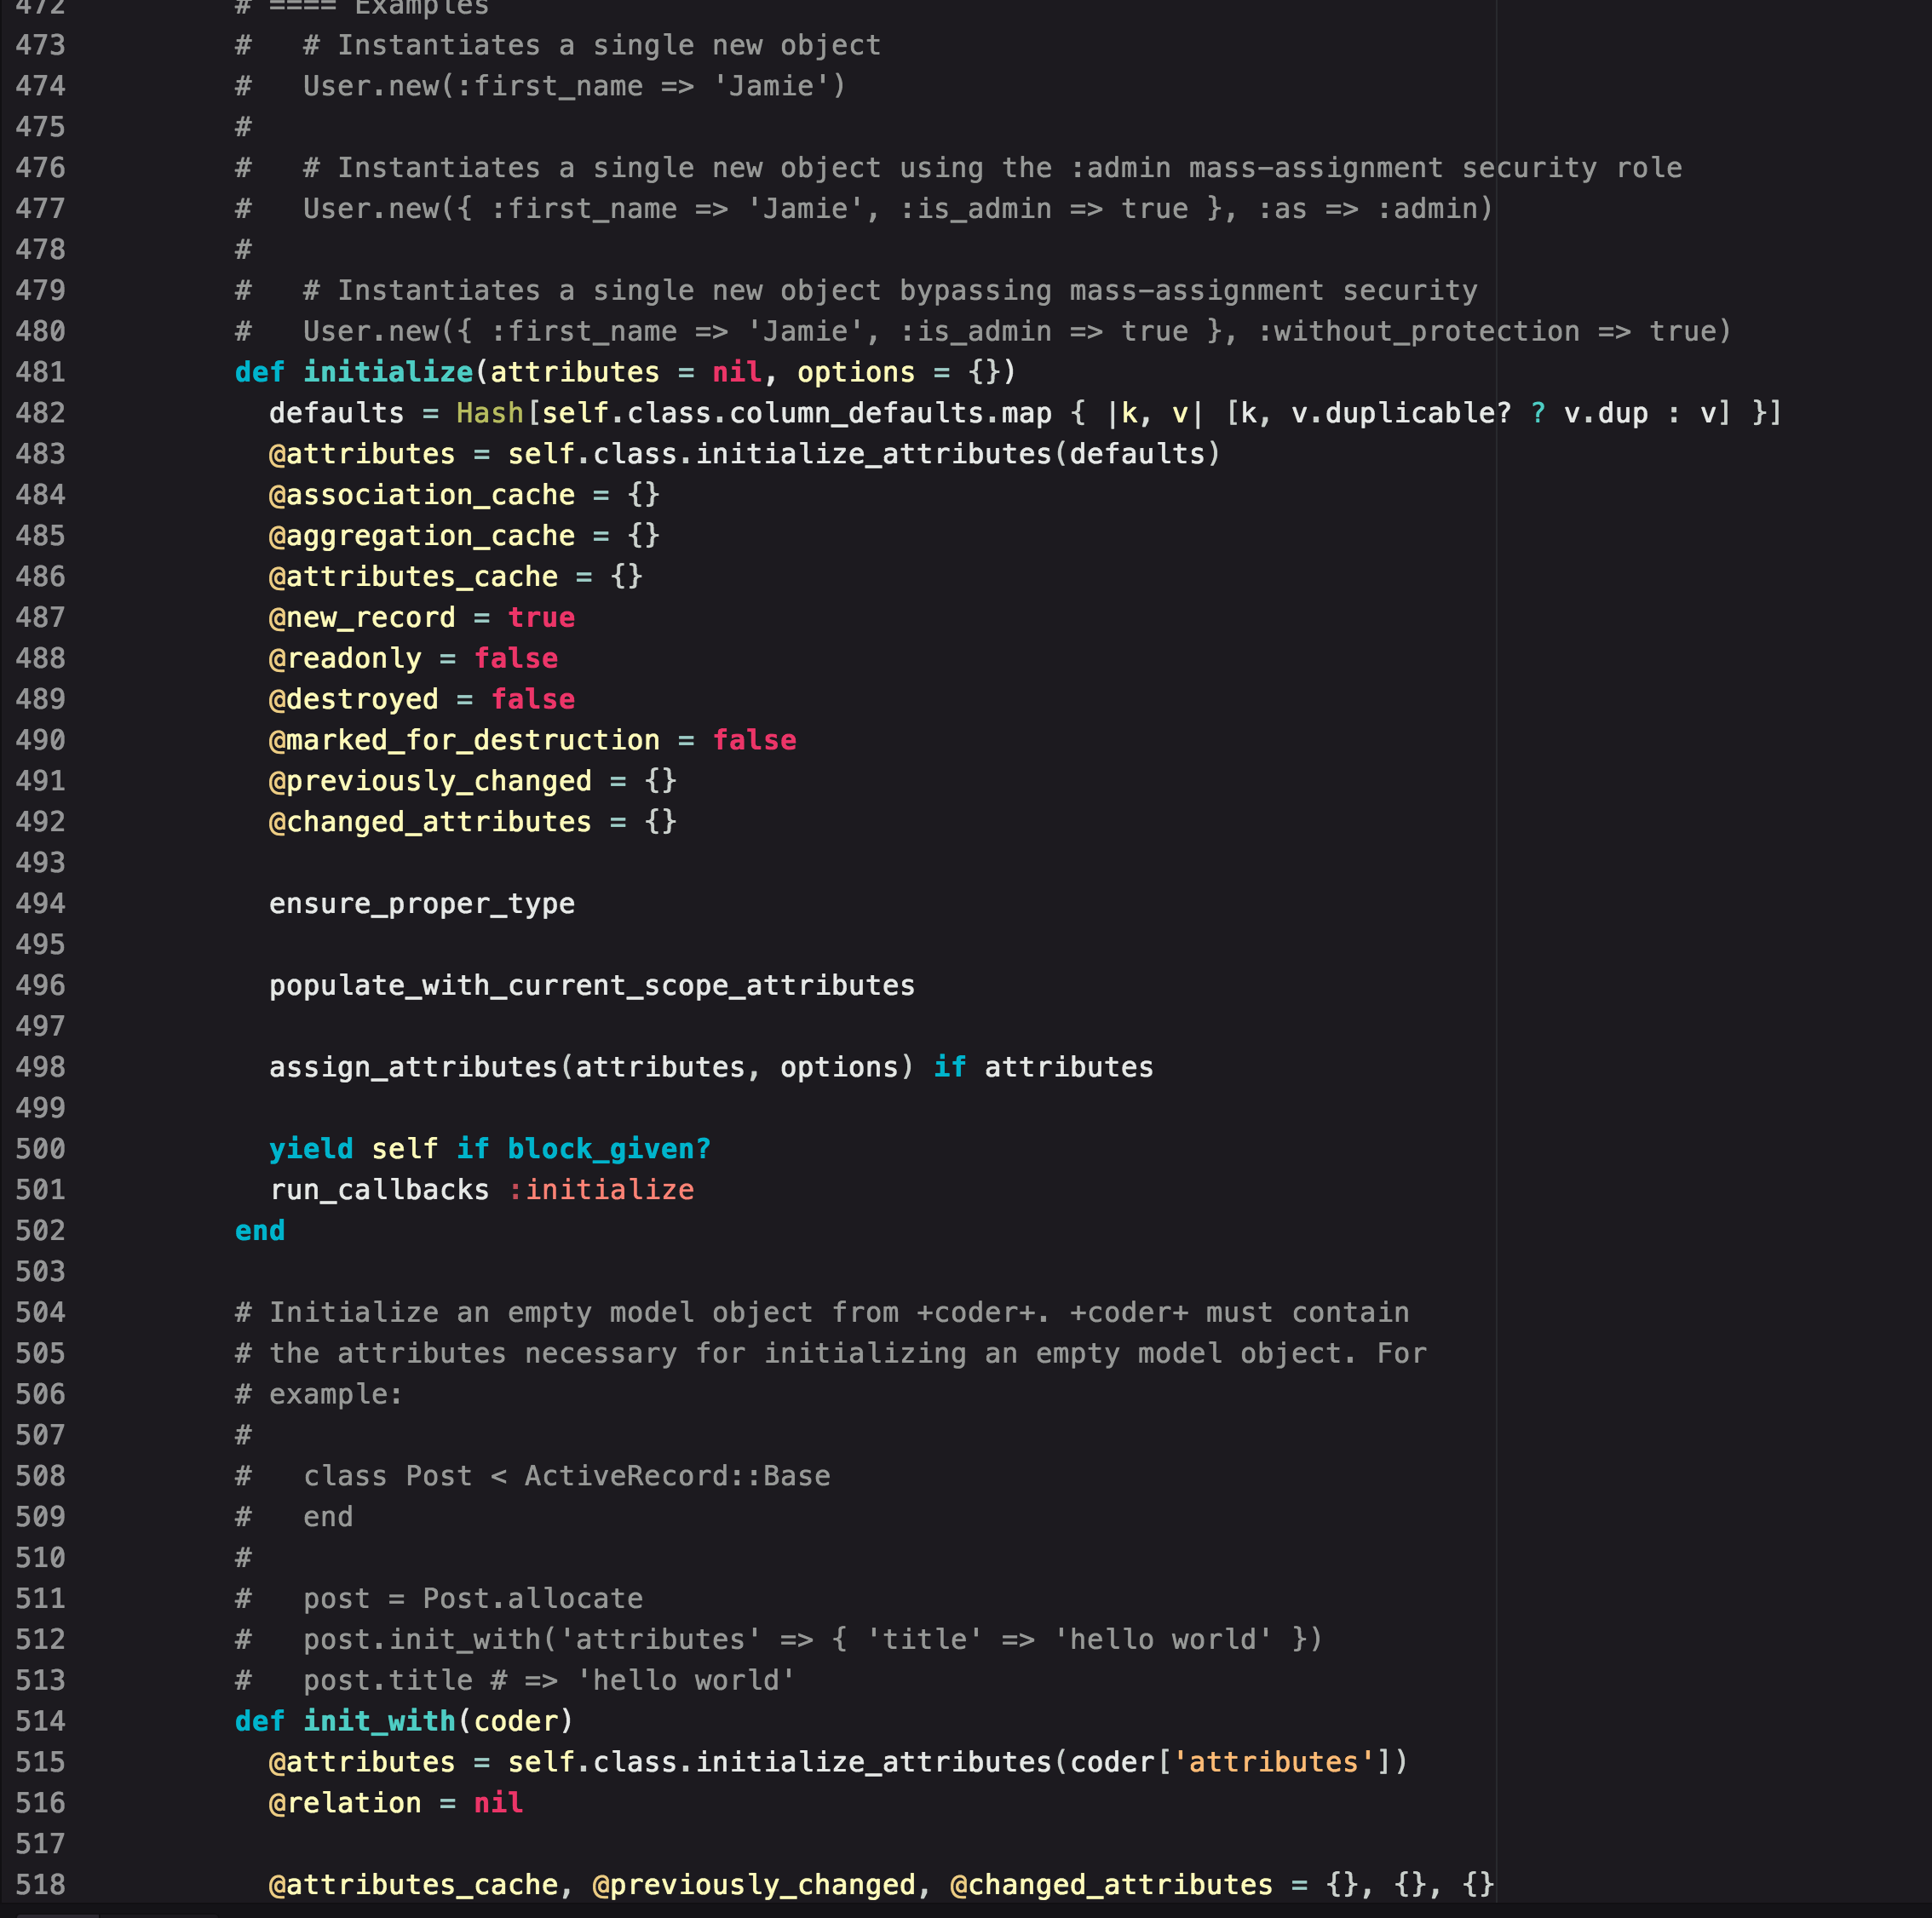 472          # ==== Examples
473          #   # Instantiates a single new object
474          #   User.new(:first_name => 'Jamie')
475          #
476          #   # Instantiates a single new object using the :admin mass-assignment security role
477          #   User.new({ :first_name => 'Jamie', :is_admin => true }, :as => :admin)
478          #
479          #   # Instantiates a single new object bypassing mass-assignment security
480          #   User.new({ :first_name => 'Jamie', :is_admin => true }, :without_protection => true)
481          def initialize(attributes = nil, options = {})
482            defaults = Hash[self.class.column_defaults.map { |k, v| [k, v.duplicable? ? v.dup : v] }]
483            @attributes = self.class.initialize_attributes(defaults)
484            @association_cache = {}
485            @aggregation_cache = {}
486            @attributes_cache = {}
487            @new_record = true
488            @readonly = false
489            @destroyed = false
490            @marked_for_destruction = false
491            @previously_changed = {}
492            @changed_attributes = {}
493
494            ensure_proper_type
495
496            populate_with_current_scope_attributes
497
498            assign_attributes(attributes, options) if attributes
499
500            yield self if block_given?
501            run_callbacks :initialize
502          end
503
504          # Initialize an empty model object from +coder+. +coder+ must contain
505          # the attributes necessary for initializing an empty model object. For
506          # example:
507          #
508          #   class Post < ActiveRecord::Base
509          #   end
510          #
511          #   post = Post.allocate
512          #   post.init_with('attributes' => { 'title' => 'hello world' })
513          #   post.title # => 'hello world'
514          def init_with(coder)
515            @attributes = self.class.initialize_attributes(coder['attributes'])
516            @relation = nil
517
518            @attributes_cache, @previously_changed, @changed_attributes = {}, {}, {}